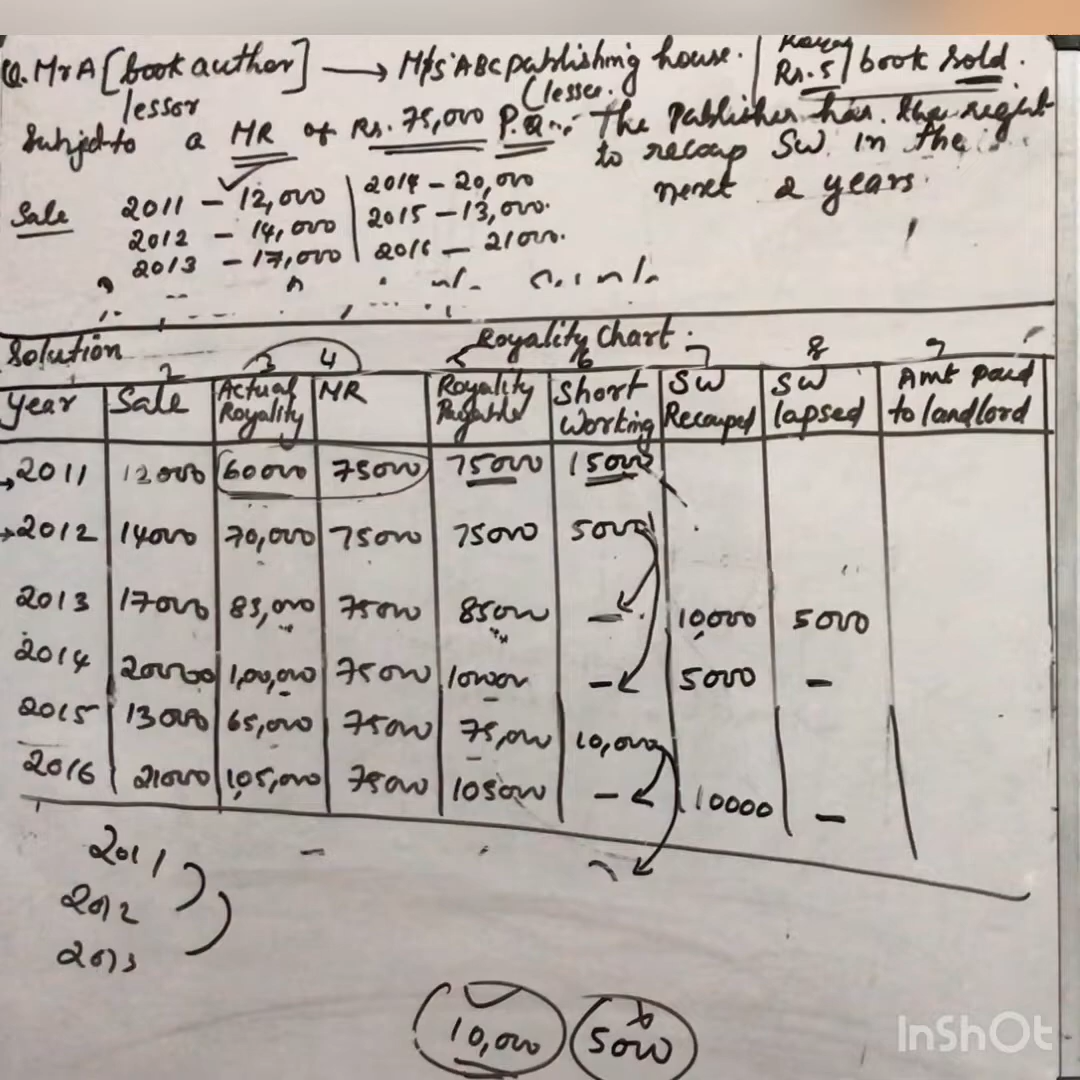 Q. Mr A [book author] → M/s ABC publishing house. Rs. 5 / book sold.
lessor (lessee.
Subject to a MR of Rs. 75,000 P.a. The Publisher has the right
to recoup SW in the
next 2 years.
Sale 2011 - 12,000 2014 - 20,000
2012 - 14,000 2015 - 13,000.
2013 - 17,000 2016 - 21000.
Solution Royality Chart.
2 3 4 5 6 7 8 9
Year Sale Actual Royality MR Royality Payable Short Working SW Recouped SW lapsed Amt paid to landlord
2011 12000 60000 75000 75000 15000
2012 14000 70,000 75000 75000 5000
2013 17000 85,000 75000 85000 - 10,000 5000
2014 20000 1,00,000 75000 100000 - 5000 -
2015 13000 65,000 75000 75,000 10,000
2016 21000 105,000 75000 105000 - 10000 -
2011
2012
2013
10,000 5000
InShOt